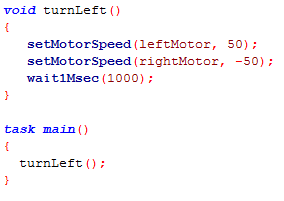 void turnLeft()
{
setMotorSpeed(leftMotor, 50);
setMotorSpeed(rightMotor, -50);
wait1Msec(1000);
}
task main()
{
turnLeft();
}